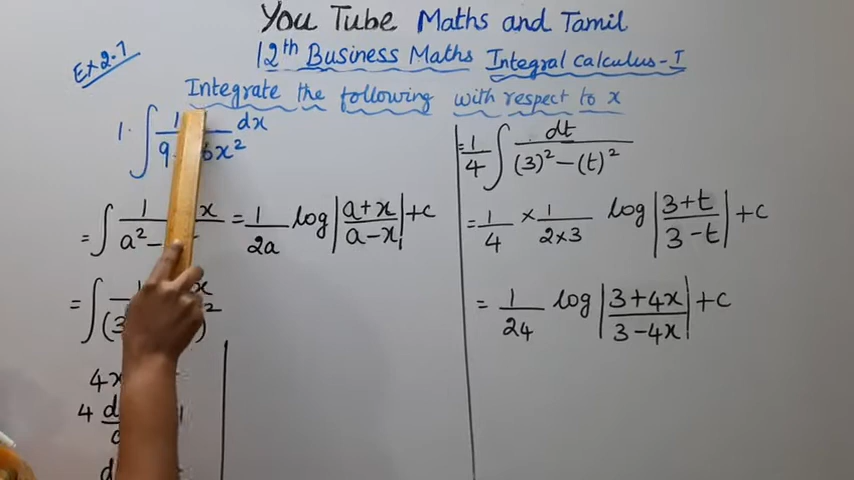 You Tube Maths and Tamil
12th Business Maths Integral Calculus-I
Ex 2.7
Integrate the following with respect to x
1. ∫ 1 / 9 6x² dx
= ∫ 1 / a² - x = 1/2a log |a+x / a-x| + c
= ∫ / (3 x ²
4x
4 d
d
= 1/4 ∫ dt / (3)² - (t)²
= 1/4 × 1/2×3 log |3+t / 3-t| + c
= 1/24 log |3+4x / 3-4x| + c